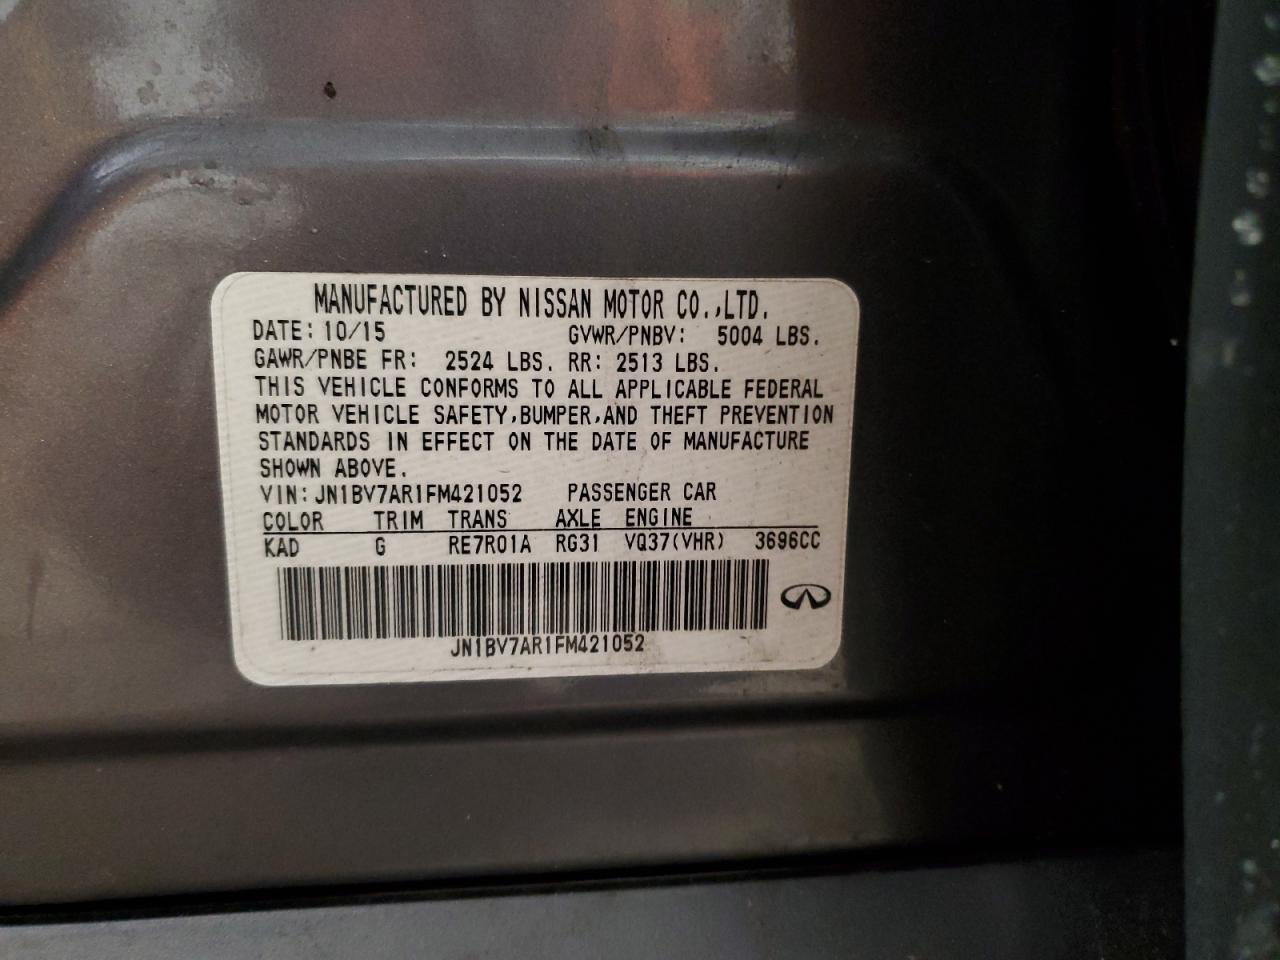 MANUFACTURED BY NISSAN MOTOR CO.,LTD.
DATE: 10/15 GVWR/PNBV: 5004 LBS.
GAWR/PNBE FR: 2524 LBS. RR: 2513 LBS.
THIS VEHICLE CONFORMS TO ALL APPLICABLE FEDERAL
MOTOR VEHICLE SAFETY,BUMPER,AND THEFT PREVENTION
STANDARDS IN EFFECT ON THE DATE OF MANUFACTURE
SHOWN ABOVE.
VIN: JN1BV7AR1FM421052 PASSENGER CAR
COLOR TRIM TRANS AXLE ENGINE
KAD G RE7R01A RG31 VQ37(VHR) 3696CC
JN1BV7AR1FM421052